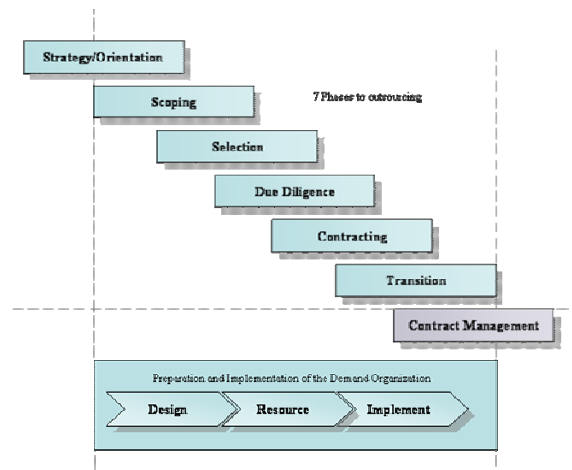 Strategy/Orientation
Scoping
7 Phases to outsourcing
Selection
Due Diligence
Contracting
Transition
Contract Management
Preparation and Implementation of the Demand Organization
Design
Resource
Implement